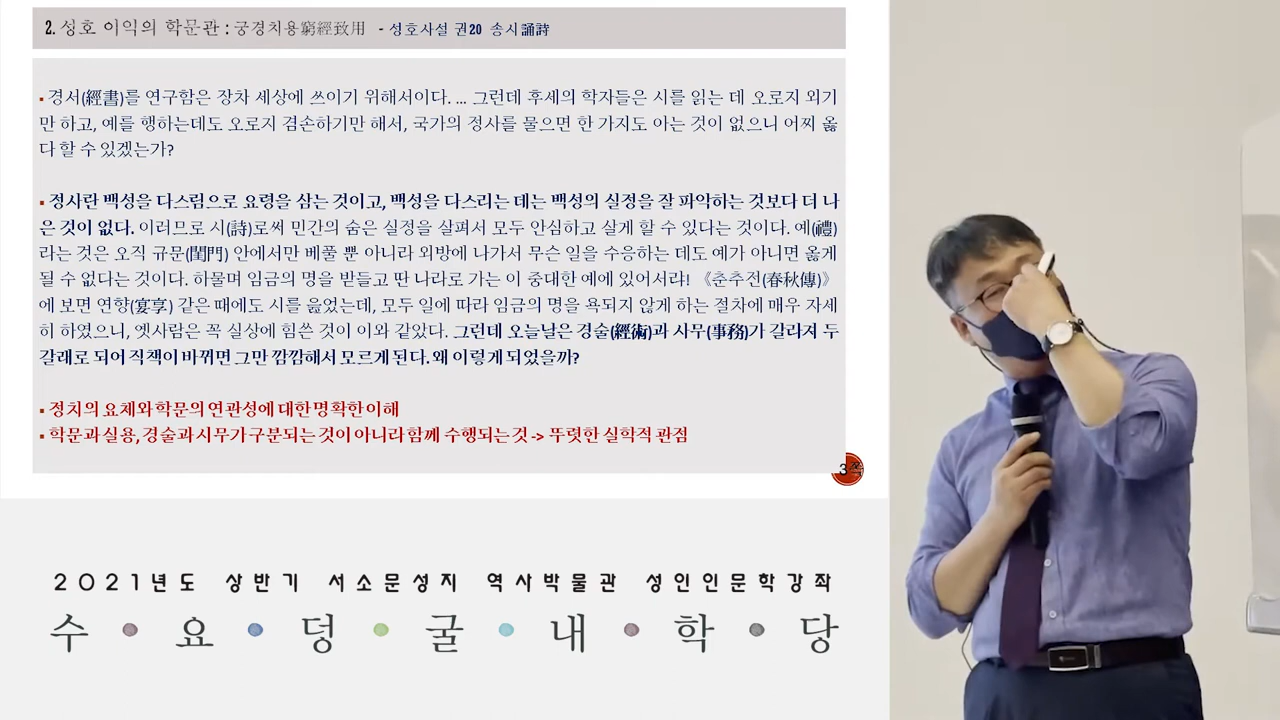 2. 성호 이익의 학문관 : 궁경치용窮經致用 - 성호사설 권20 송시誦詩
▪ 경서(經書)를 연구함은 장차 세상에 쓰이기 위해서이다. ... 그런데 후세의 학자들은 시를 읽는 데 오로지 외기
만 하고, 예를 행하는데도 오로지 겸손하기만 해서, 국가의 정사를 물으면 한 가지도 아는 것이 없으니 어찌 옳
다 할 수 있겠는가?
▪ 정사란 백성을 다스림으로 요령을 삼는 것이고, 백성을 다스리는 데는 백성의 실정을 잘 파악하는 것보다 더 나
은 것이 없다. 이러므로 시(詩)로써 민간의 숨은 실정을 살펴서 모두 안심하고 살게 할 수 있다는 것이다. 예(禮)
라는 것은 오직 규문(閨門) 안에서만 베풀 뿐 아니라 외방에 나가서 무슨 일을 수응하는 데도 예가 아니면 옳게
될 수 없다는 것이다. 하물며 임금의 명을 받들고 딴 나라로 가는 이 중대한 예에 있어서랴! 《춘추전(春秋傳)》
에 보면 연향(宴享) 같은 때에도 시를 읊었는데, 모두 일에 따라 임금의 명을 욕되지 않게 하는 절차에 매우 자세
히 하였으니, 옛사람은 꼭 실상에 힘쓴 것이 이와 같았다. 그런데 오늘날은 경술(經術)과 사무(事務)가 갈라져 두
갈래로 되어 직책이 바뀌면 그만 깜깜해서 모르게 된다. 왜 이렇게 되었을까?
▪ 정치의 요체와 학문의 연관성에 대한 명확한 이해
▪ 학문과 실용, 경술과 시무가 구분되는 것이 아니라 함께 수행되는 것 -> 뚜렷한 실학적 관점
3쪽
2021년도 상반기 서소문성지 역사박물관 성인인문학강좌
수•요•덩•굴•내•학•당